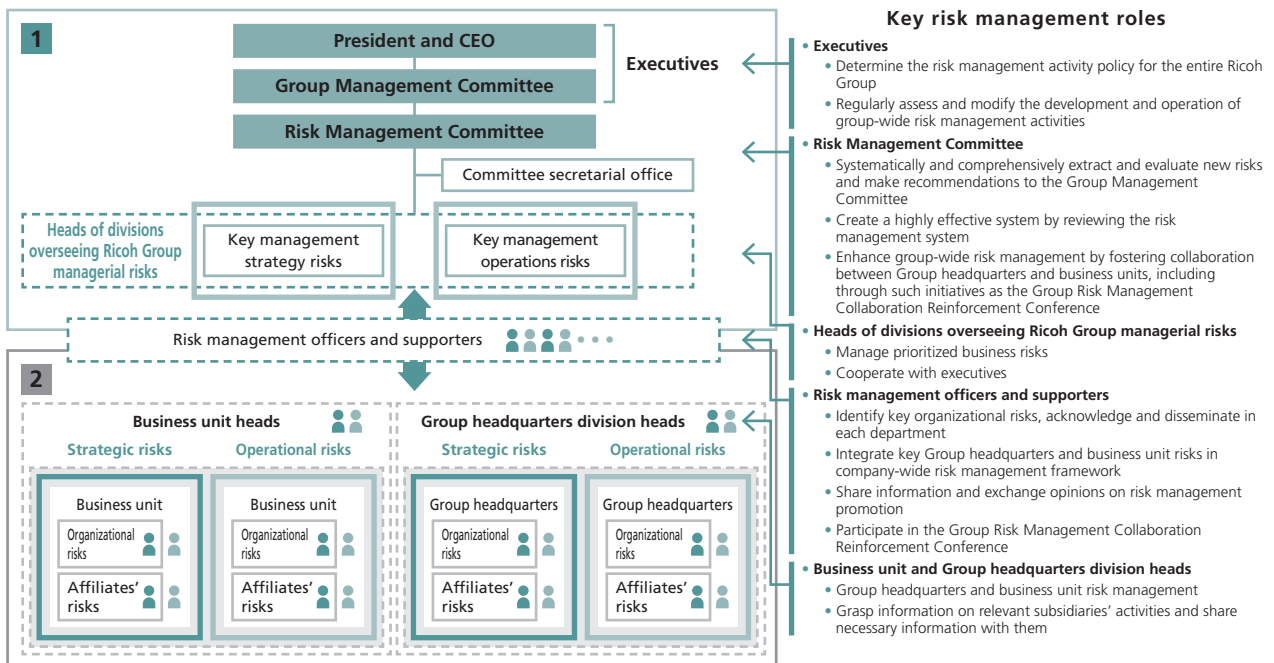 1
President and CEO
Group Management Committee
Executives
Risk Management Committee
Committee secretarial office
Heads of divisions
overseeing Ricoh Group
managerial risks
Key management
strategy risks
Key management
operations risks
Risk management officers and supporters
2
Business unit heads
Strategic risks
Operational risks
Business unit
Organizational
risks
Affiliates’
risks
Business unit
Organizational
risks
Affiliates’
risks
Group headquarters division heads
Strategic risks
Operational risks
Group headquarters
Organizational
risks
Affiliates’
risks
Group headquarters
Organizational
risks
Affiliates’
risks
Key risk management roles
• Executives
• Determine the risk management activity policy for the entire Ricoh
Group
• Regularly assess and modify the development and operation of
group-wide risk management activities
• Risk Management Committee
• Systematically and comprehensively extract and evaluate new risks
and make recommendations to the Group Management
Committee
• Create a highly effective system by reviewing the risk
management system
• Enhance group-wide risk management by fostering collaboration
between Group headquarters and business units, including
through such initiatives as the Group Risk Management
Collaboration Reinforcement Conference
• Heads of divisions overseeing Ricoh Group managerial risks
• Manage prioritized business risks
• Cooperate with executives
• Risk management officers and supporters
• Identify key organizational risks, acknowledge and disseminate in
each department
• Integrate key Group headquarters and business unit risks in
company-wide risk management framework
• Share information and exchange opinions on risk management
promotion
• Participate in the Group Risk Management Collaboration
Reinforcement Conference
• Business unit and Group headquarters division heads
• Group headquarters and business unit risk management
• Grasp information on relevant subsidiaries’ activities and share
necessary information with them